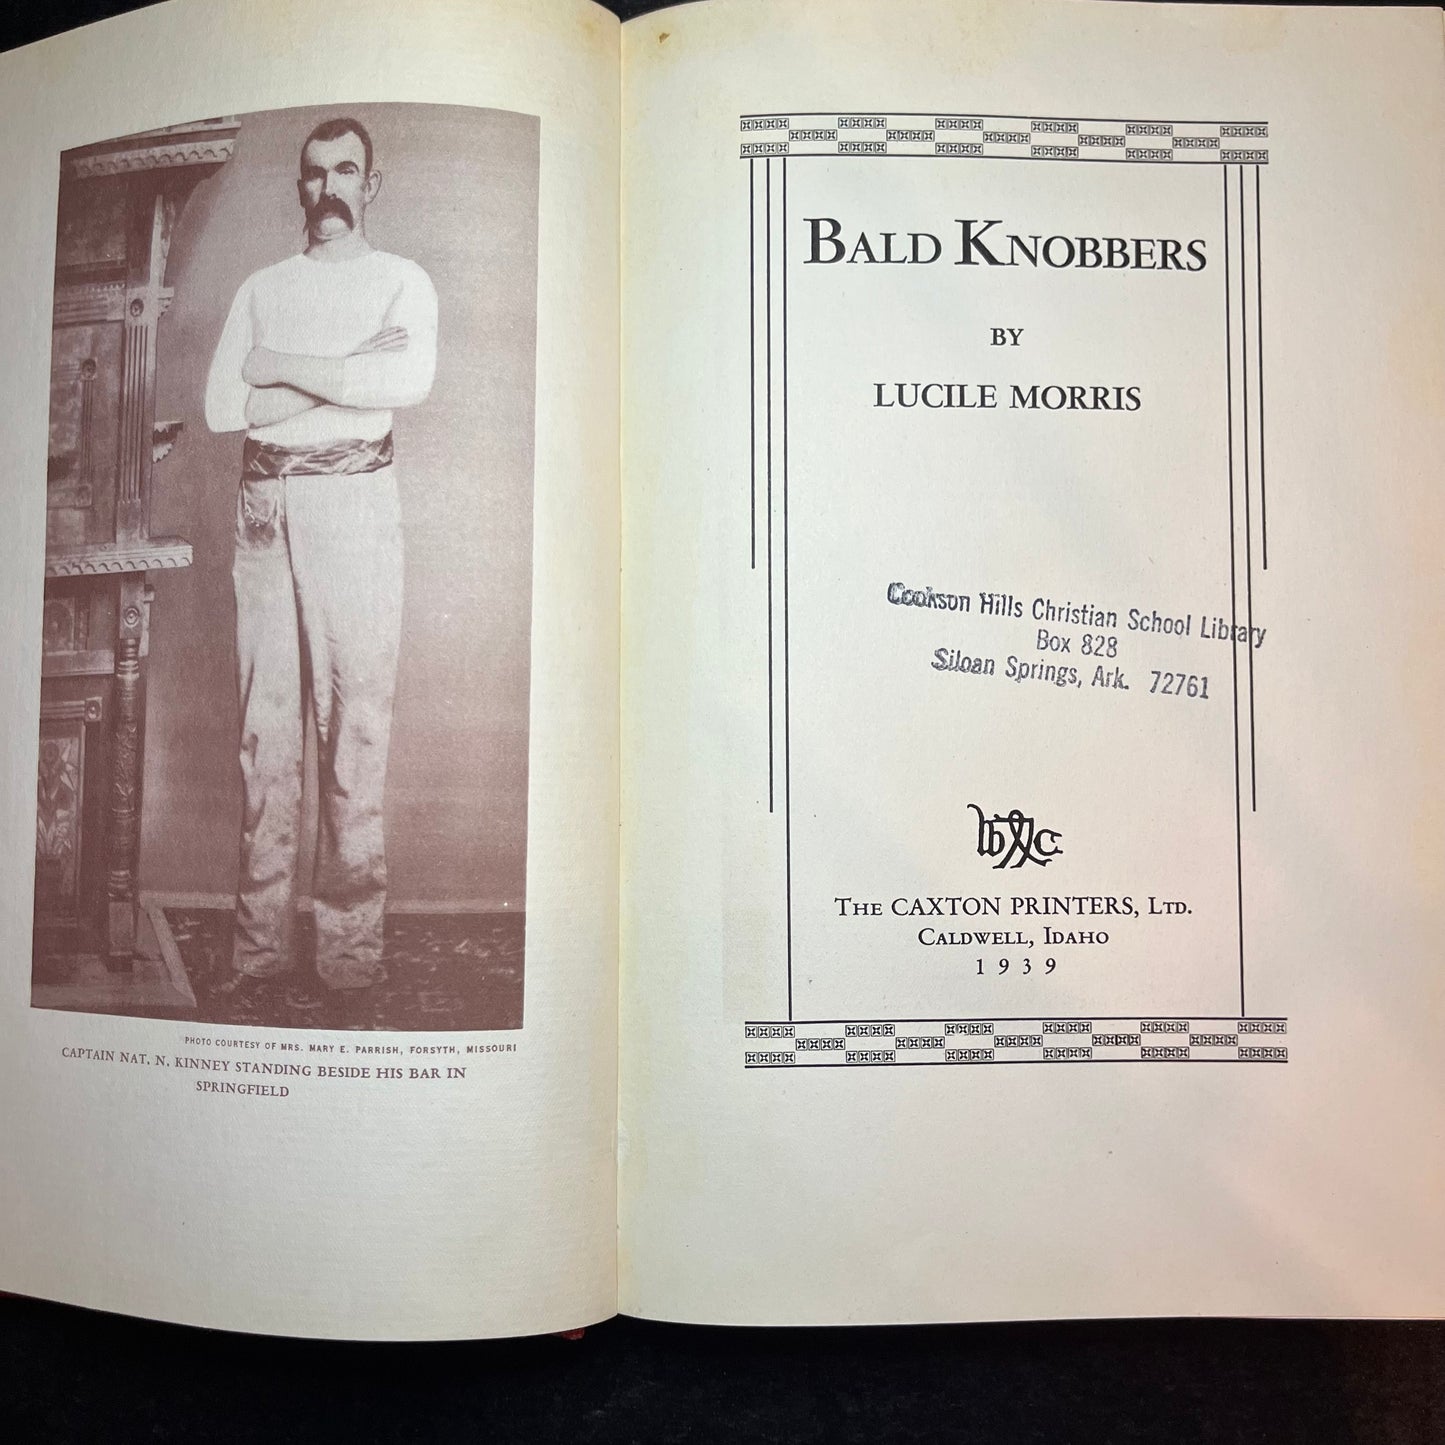 PHOTO COURTESY OF MRS. MARY E. PARRISH, FORSYTH, MISSOURI
CAPTAIN NAT. N. KINNEY STANDING BESIDE HIS BAR IN
SPRINGFIELD
BALD KNOBBERS
BY
LUCILE MORRIS
Cookson Hills Christian School Library
Box 828
Siloan Springs, Ark. 72761
THE CAXTON PRINTERS, LTD.
CALDWELL, IDAHO
1939